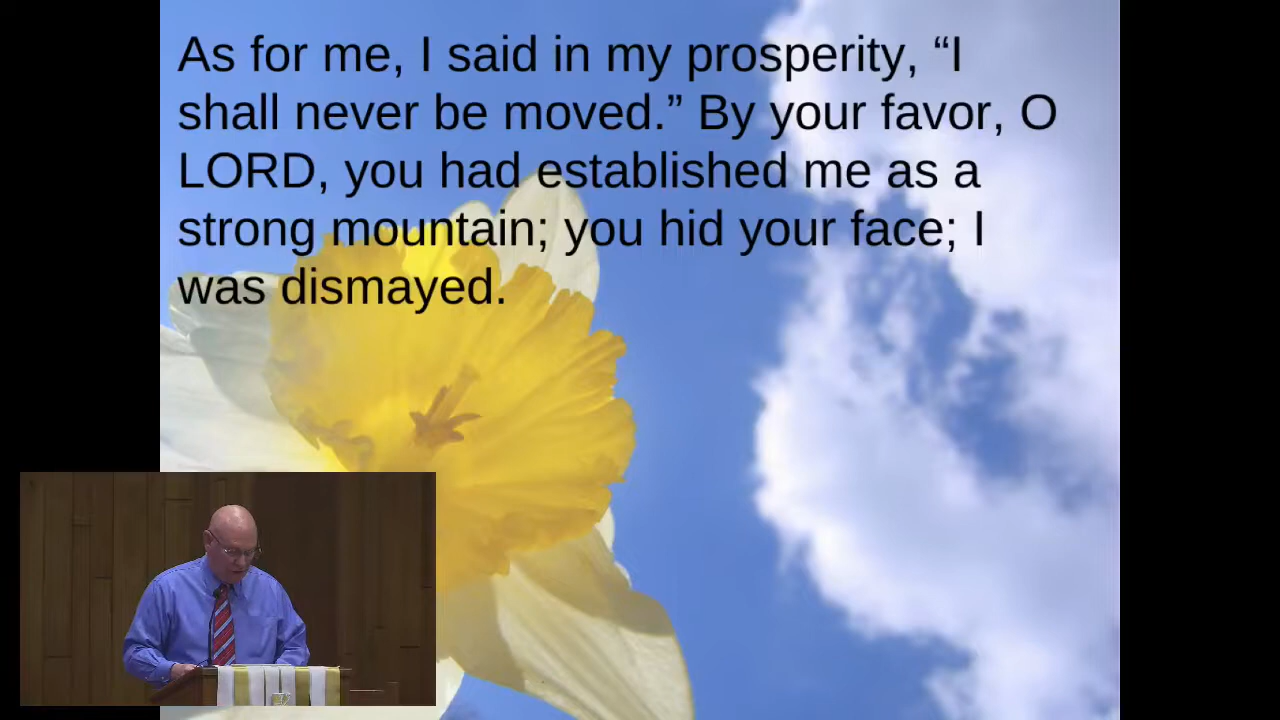 As for me, I said in my prosperity, “I
shall never be moved.” By your favor, O
LORD, you had established me as a
strong mountain; you hid your face; I
was dismayed.